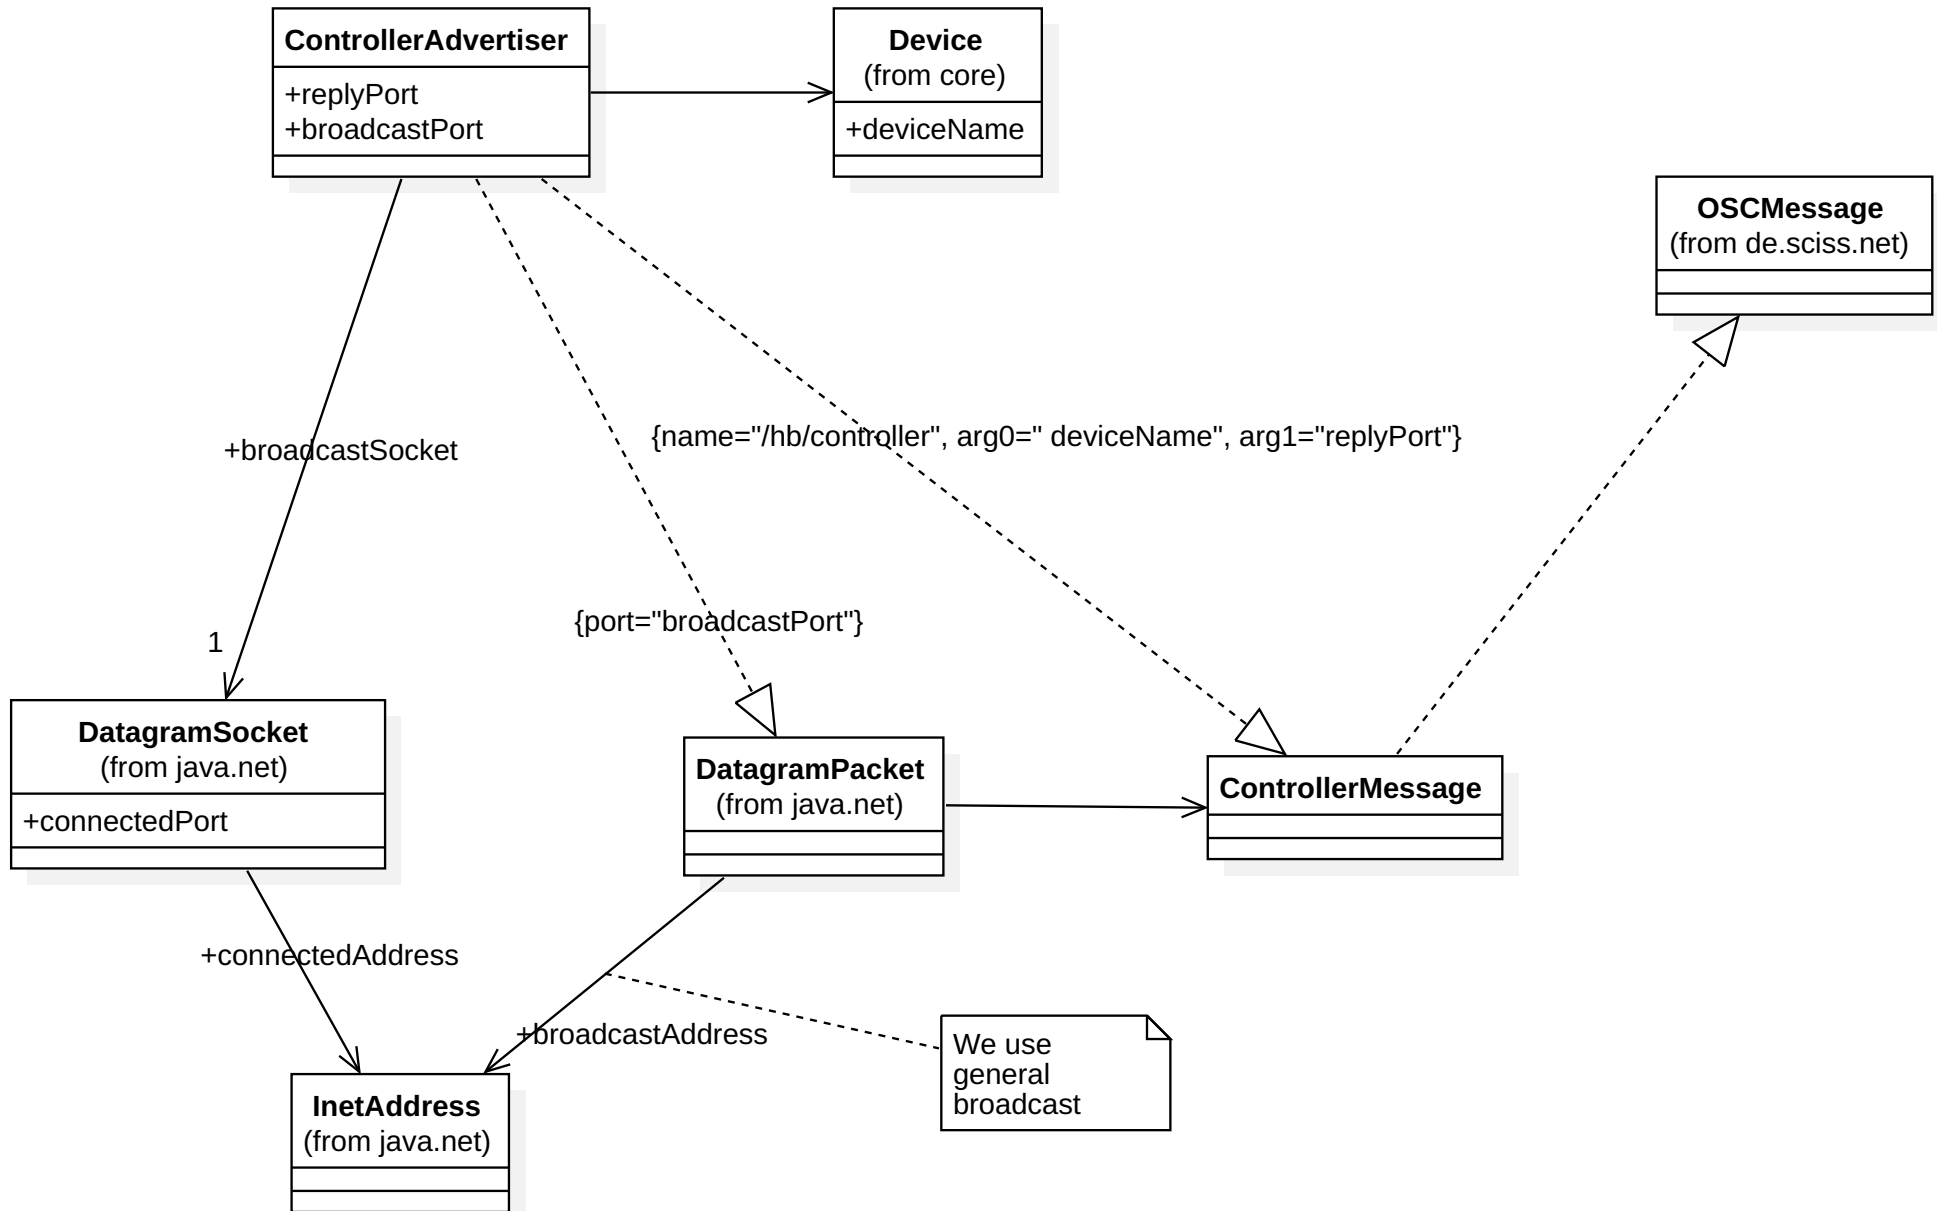 ControllerAdvertiser
+replyPort
+broadcastPort
Device
(from core)
+deviceName
OSCMessage
(from de.sciss.net)
{name="/hb/controller", arg0=" deviceName", arg1="replyPort"}
+broadcastSocket
{port="broadcastPort"}
1
DatagramSocket
(from java.net)
+connectedPort
DatagramPacket
(from java.net)
ControllerMessage
+connectedAddress
+broadcastAddress
We use
general
broadcast
InetAddress
(from java.net)